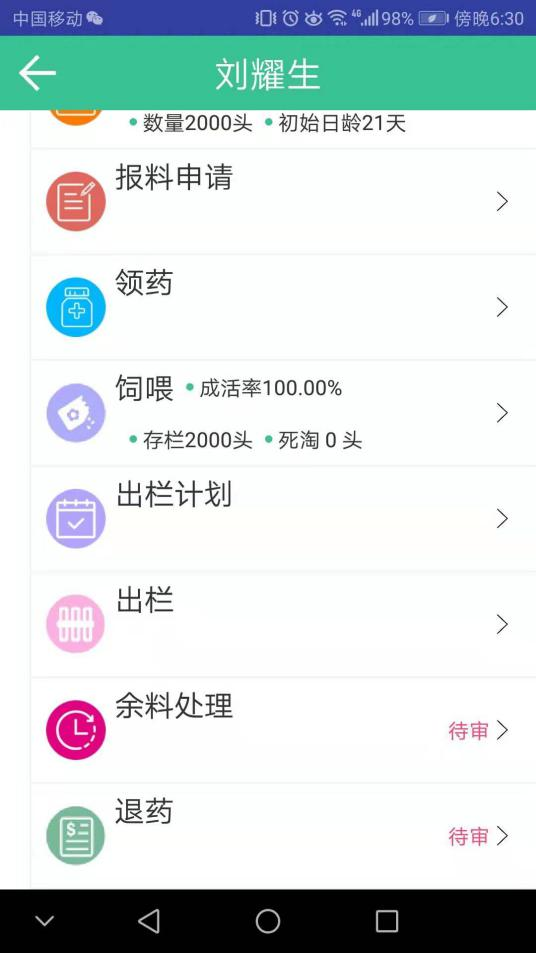 中国移动 4G 98% 傍晚6:30
刘耀生
• 数量2000头 • 初始日龄21天
报料申请
领药
饲喂 • 成活率100.00%
• 存栏2000头 • 死淘 0 头
出栏计划
出栏
余料处理
待审
退药
待审